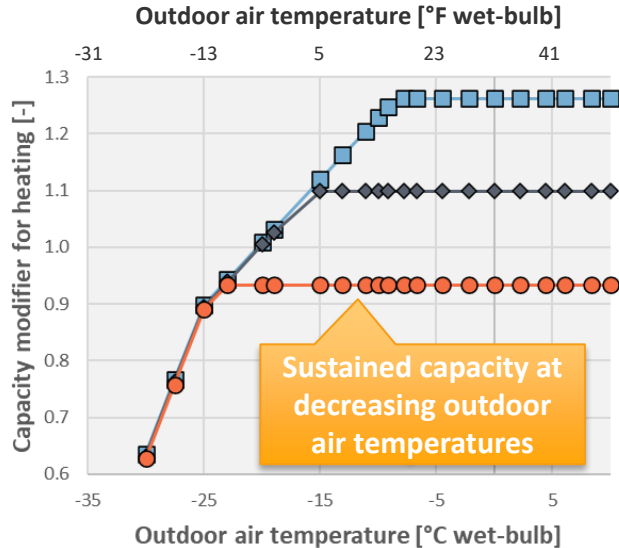 Outdoor air temperature [°F wet-bulb]
-31 -13 5 23 41
Capacity modifier for heating [-]
1.3
1.2
1.1
1.0
0.9
0.8
0.7
0.6
Sustained capacity at
decreasing outdoor
air temperatures
-35 -25 -15 -5 5
Outdoor air temperature [°C wet-bulb]